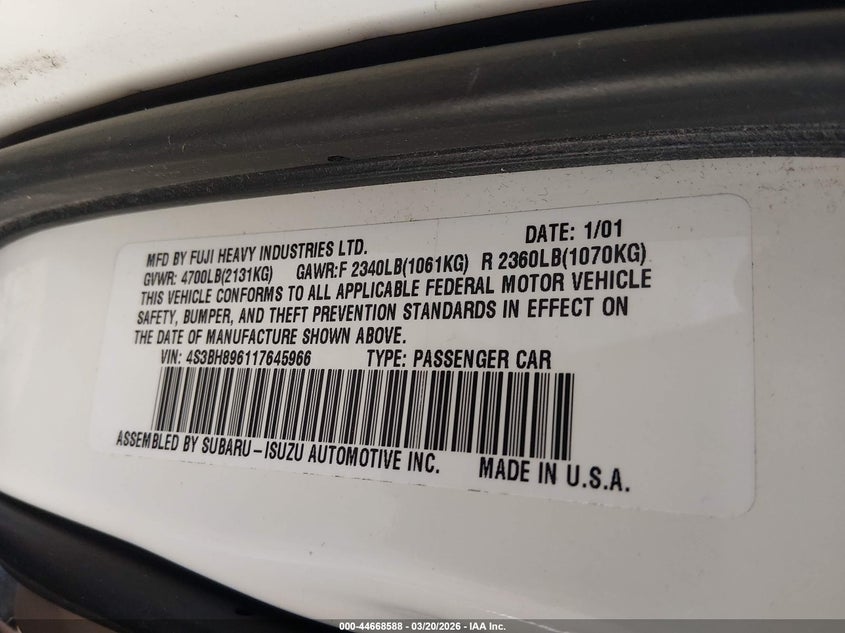 MFD BY FUJI HEAVY INDUSTRIES LTD. DATE: 1/01
GVWR: 4700LB(2131KG) GAWR:F 2340LB(1061KG) R 2360LB(1070KG)
THIS VEHICLE CONFORMS TO ALL APPLICABLE FEDERAL MOTOR VEHICLE
SAFETY, BUMPER, AND THEFT PREVENTION STANDARDS IN EFFECT ON
THE DATE OF MANUFACTURE SHOWN ABOVE.
VIN: 4S3BH896117645966 TYPE: PASSENGER CAR
ASSEMBLED BY SUBARU-ISUZU AUTOMOTIVE INC. MADE IN U.S.A.
000-44668588 — 03/20/2026 — IAA Inc.